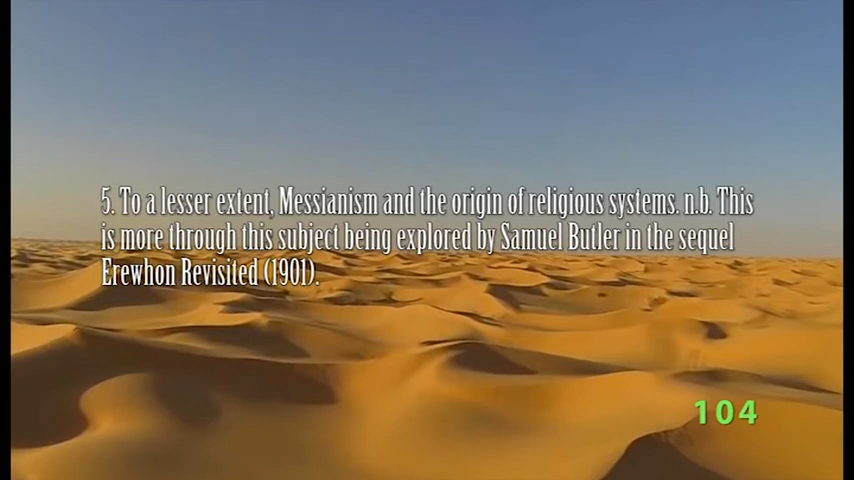 5. To a lesser extent, Messianism and the origin of religious systems. n.b. This
is more through this subject being explored by Samuel Butler in the sequel
Erewhon Revisited (1901).
104